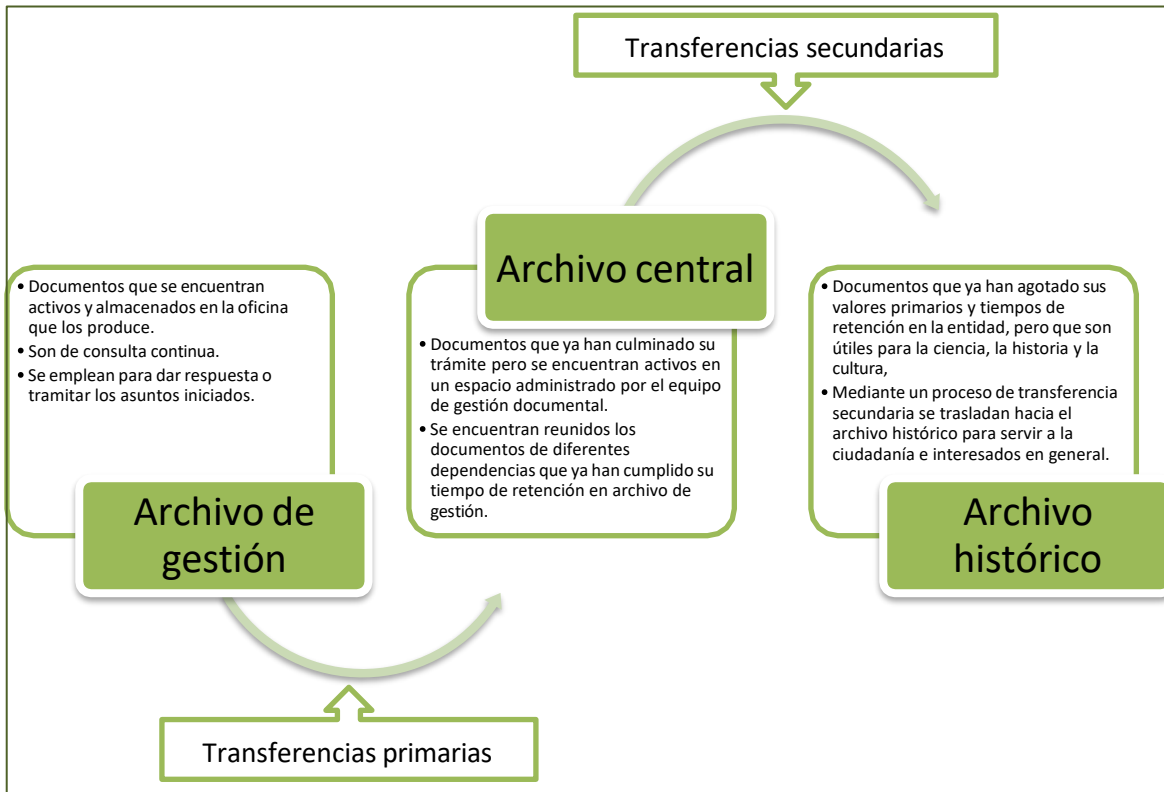 Transferencias secundarias
Archivo central
• Documentos que se encuentran
activos y almacenados en la oficina
que los produce.
• Son de consulta continua.
• Se emplean para dar respuesta o
tramitar los asuntos iniciados.
Archivo de
gestión
• Documentos que ya han culminado su
trámite pero se encuentran activos en
un espacio administrado por el equipo
de gestión documental.
• Se encuentran reunidos los
documentos de diferentes
dependencias que ya han cumplido su
tiempo de retención en archivo de
gestión.
• Documentos que ya han agotado sus
valores primarios y tiempos de
retención en la entidad, pero que son
útiles para la ciencia, la historia y la
cultura,
• Mediante un proceso de transferencia
secundaria se trasladan hacia el
archivo histórico para servir a la
ciudadanía e interesados en general.
Archivo
histórico
Transferencias primarias